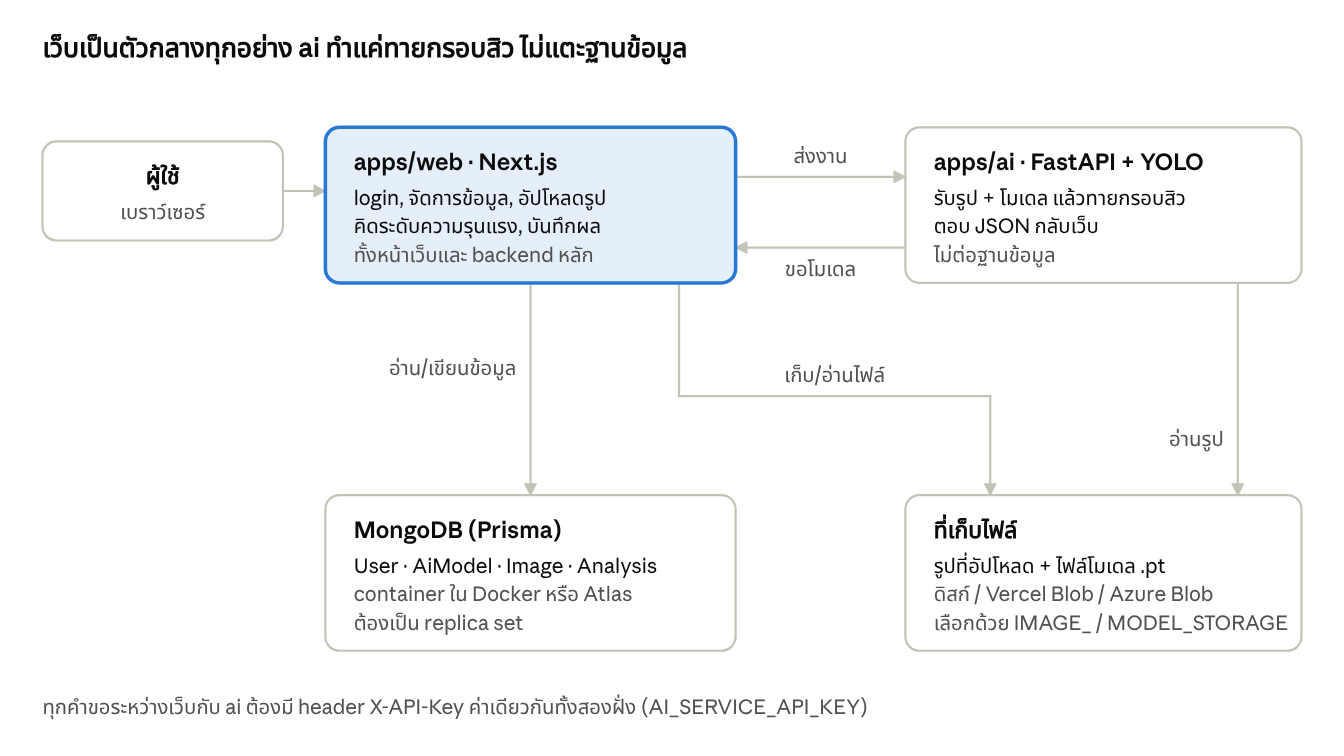 เว็บเป็นตัวกลางทุกอย่าง ai ทำแค่ทายกรอบสิว ไม่แตะฐานข้อมูล
ผู้ใช้
เบราว์เซอร์
apps/web · Next.js
login, จัดการข้อมูล, อัปโหลดรูป
คิดระดับความรุนแรง, บันทึกผล
ทั้งหน้าเว็บและ backend หลัก
ส่งงาน
ขอโมเดล
apps/ai · FastAPI + YOLO
รับรูป + โมเดล แล้วทายกรอบสิว
ตอบ JSON กลับเว็บ
ไม่ต่อฐานข้อมูล
อ่าน/เขียนข้อมูล
เก็บ/อ่านไฟล์
อ่านรูป
MongoDB (Prisma)
User · AiModel · Image · Analysis
container ใน Docker หรือ Atlas
ต้องเป็น replica set
ที่เก็บไฟล์
รูปที่อัปโหลด + ไฟล์โมเดล .pt
ดิสก์ / Vercel Blob / Azure Blob
เลือกด้วย IMAGE_ / MODEL_STORAGE
ทุกคำขอระหว่างเว็บกับ ai ต้องมี header X-API-Key ค่าเดียวกันทั้งสองฝั่ง (AI_SERVICE_API_KEY)